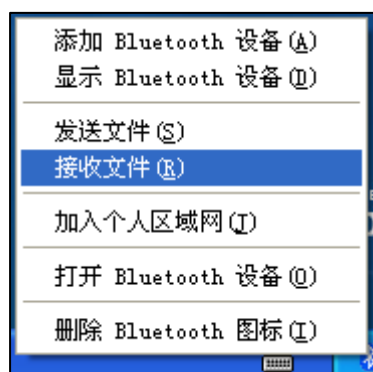 添加 Bluetooth 设备(A)
显示 Bluetooth 设备(D)
发送文件(S)
接收文件(R)
加入个人区域网(J)
打开 Bluetooth 设备(O)
删除 Bluetooth 图标(I)